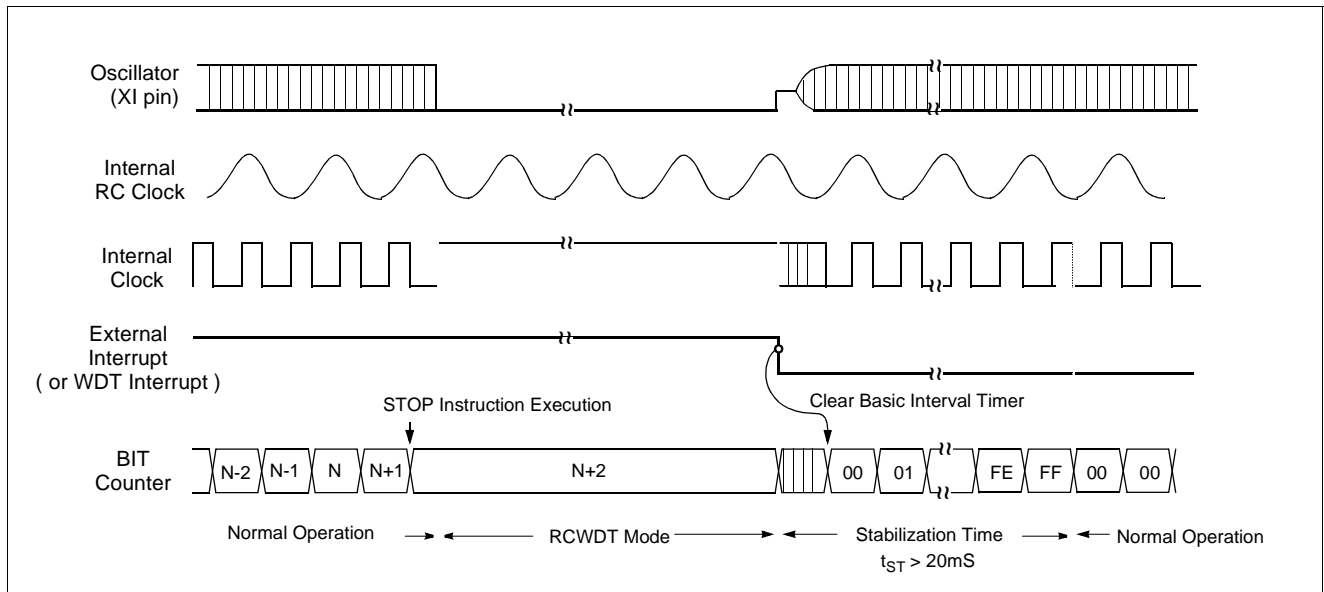 Oscillator
(XI pin)
Internal
RC Clock
Internal
Clock
External
Interrupt
( or WDT Interrupt )
STOP Instruction Execution
Clear Basic Interval Timer
BIT
Counter
N-2 N-1 N N+1 N+2 00 01 FE FF 00 00
Normal Operation RCWDT Mode Stabilization Time Normal Operation
tST > 20mS